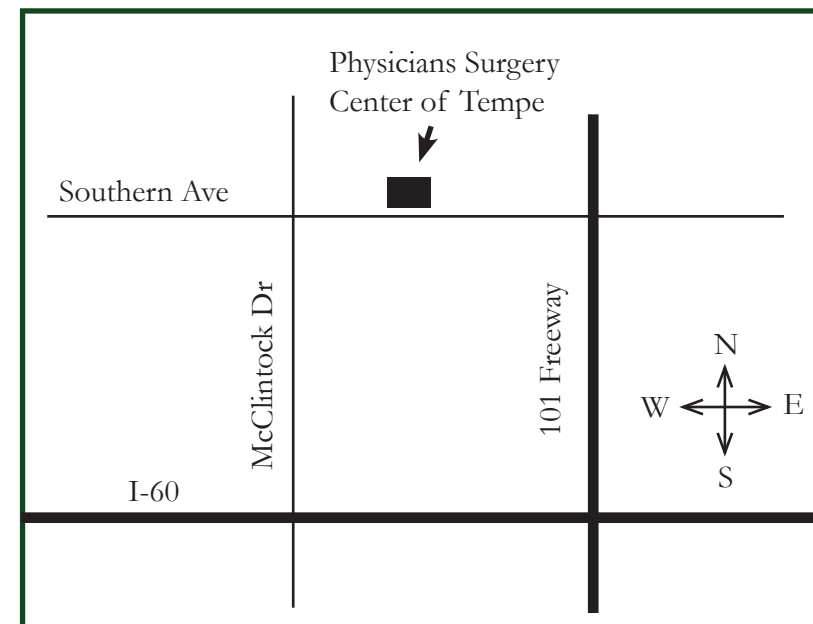 Physicians Surgery
Center of Tempe
Southern Ave
McClintock Dr
101 Freeway
N
W
E
S
I-60